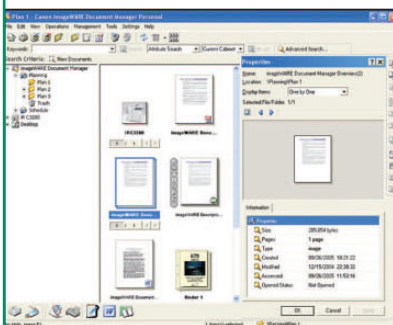 Plan 1 - Canon imageWARE Document Manager Personal
File Edit View Operations Management Tools Settings Help
Keywords: Attribute Search Current Cabinet Advanced Search...
Search Criteria: New Documents
imageWARE Document Manager
Planning
Plan 1
Plan 2
Plan 3
Trash
Schedule
iR C3200
Desktop
iRC3200
imageWARE Docu...
imageWARE Docu...
imageWARE Docum...
Binder 1
Properties
Name: imageWARE Document Manager Overview(2)
Location: \Planning\Plan 1
Display Items: One by One
Selected File/Folder: 1/1
Information
Properties
Size 285,054 bytes
Pages 1 page
Type image
Created 09/26/2005 18:21:22
Modified 12/15/2004 22:38:32
Accessed 09/26/2005 11:53:16
Opened Status Not Opened
OK Cancel